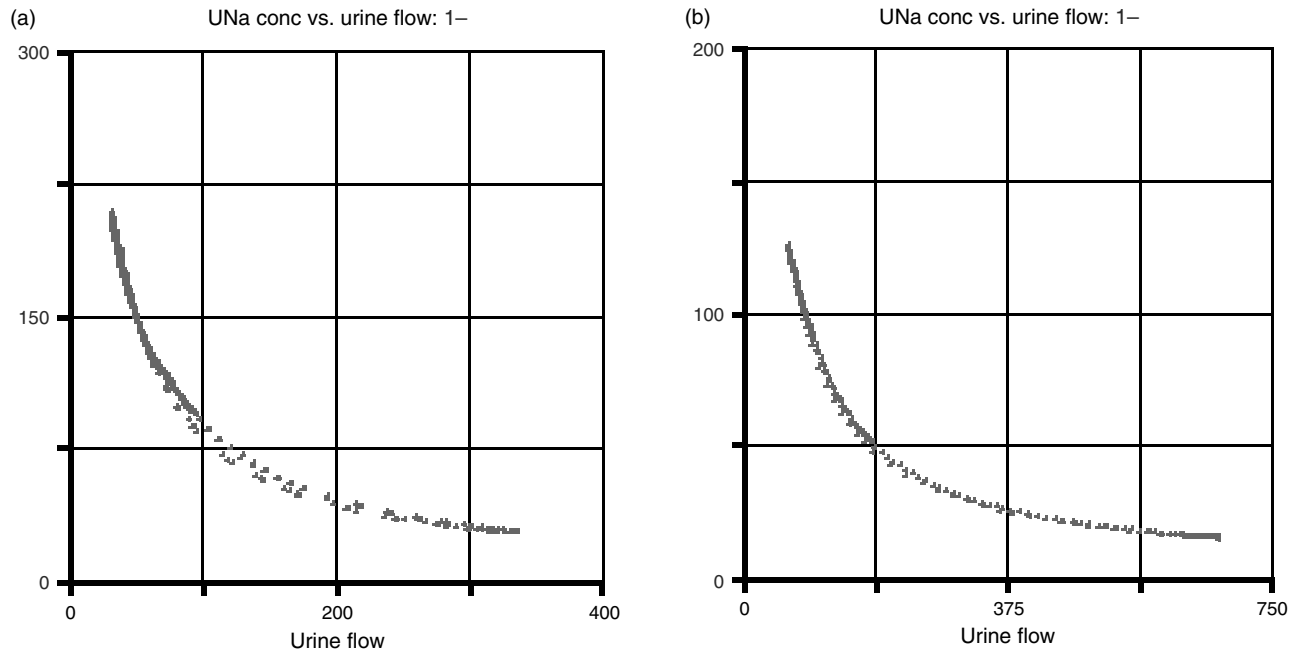 (a)
UNa conc vs. urine flow: 1–
300
150
0
0
200
400
Urine flow
(b)
UNa conc vs. urine flow: 1–
200
100
0
0
375
750
Urine flow